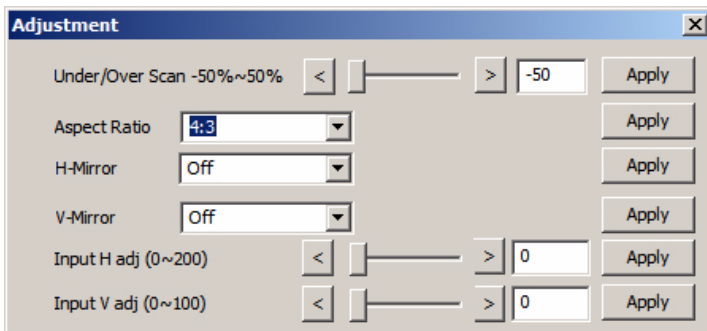 Adjustment
Under/Over Scan -50%~50% < > -50 Apply
Aspect Ratio 4:3 Apply
H-Mirror Off Apply
V-Mirror Off Apply
Input H adj (0~200) < > 0 Apply
Input V adj (0~100) < > 0 Apply